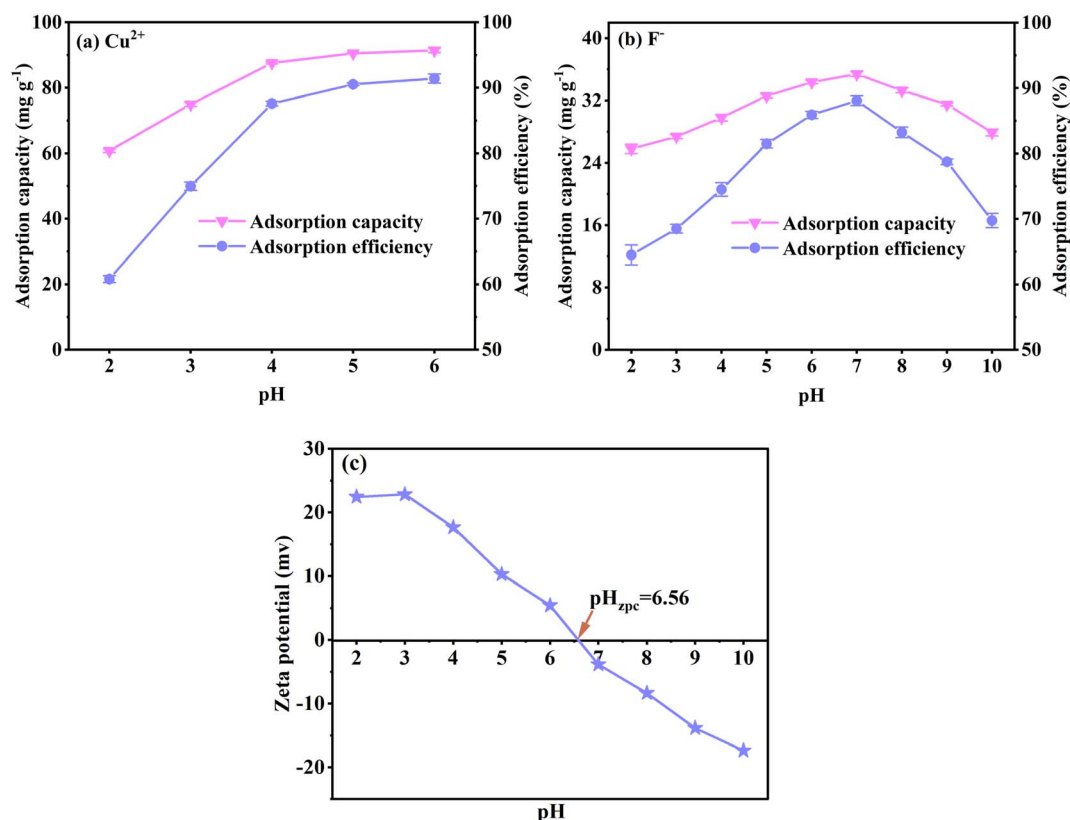 (a) Cu²⁺
Adsorption capacity (mg g⁻¹)
100
80
60
40
20
0
Adsorption capacity
Adsorption efficiency
100
90
80
70
60
50
Adsorption efficiency (%)
2 3 4 5 6
pH
(b) F⁻
Adsorption capacity (mg g⁻¹)
40
32
24
16
8
0
Adsorption capacity
Adsorption efficiency
100
90
80
70
60
50
Adsorption efficiency (%)
2 3 4 5 6 7 8 9 10
pH
(c)
Zeta potential (mv)
30
20
10
0
-10
-20
pHzpc=6.56
2 3 4 5 6 7 8 9 10
pH